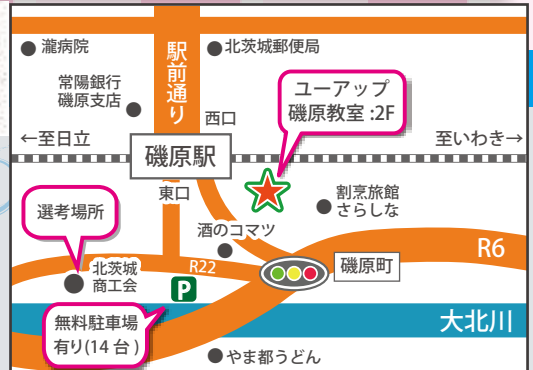 瀧病院
北茨城郵便局
駅前通り
常陽銀行
磯原支店
西口
ユーアップ
磯原教室:2F
←至日立
至いわき→
磯原駅
東口
割烹旅館
さらしな
選考場所
酒のコマツ
R6
北茨城
商工会
R22
磯原町
P
無料駐車場
有り(14台)
大北川
やま都うどん